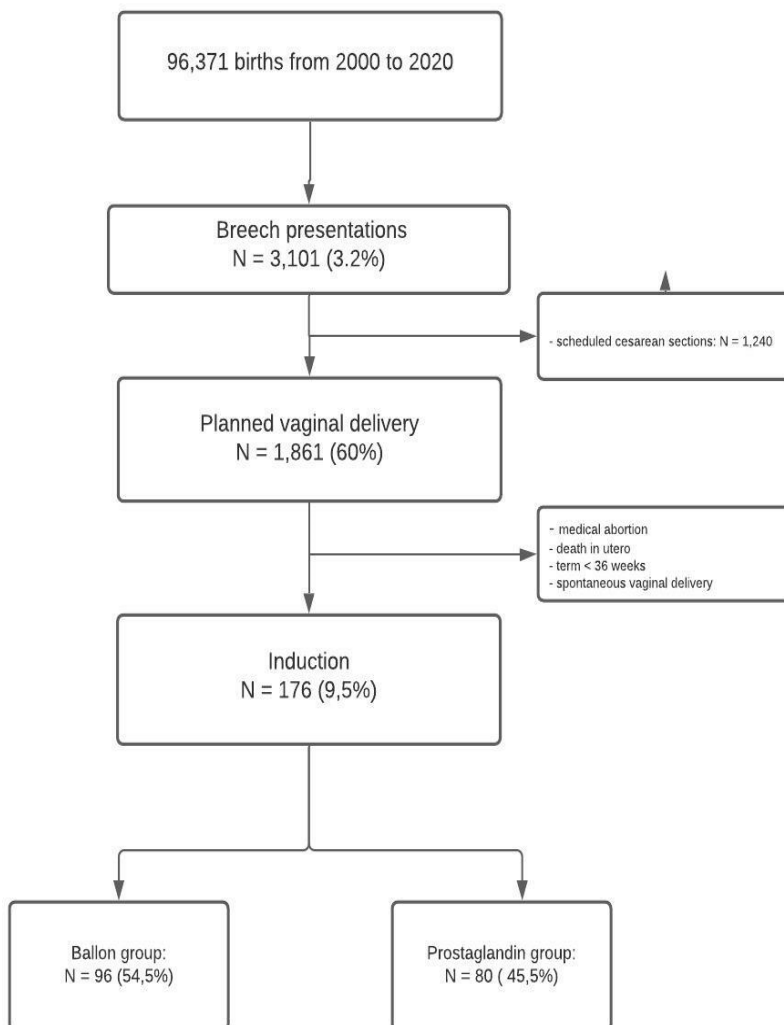 96,371 births from 2000 to 2020
Breech presentations
N = 3,101 (3.2%)
- scheduled cesarean sections: N = 1,240
Planned vaginal delivery
N = 1,861 (60%)
- medical abortion
- death in utero
- term < 36 weeks
- spontaneous vaginal delivery
Induction
N = 176 (9,5%)
Ballon group:
N = 96 (54,5%)
Prostaglandin group:
N = 80 ( 45,5%)